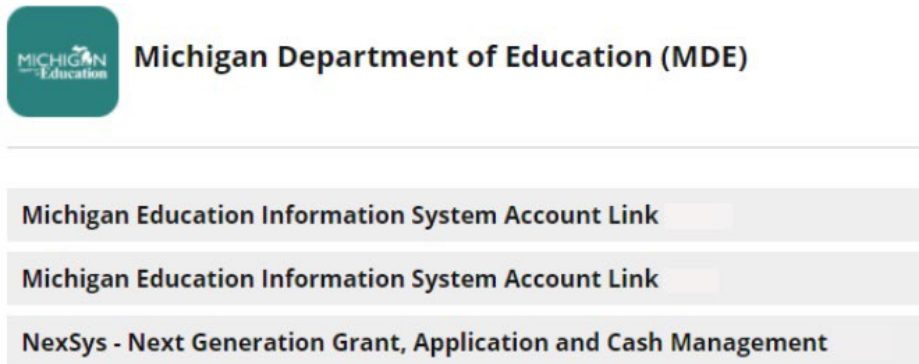 MICHIGAN
Education
Michigan Department of Education (MDE)
Michigan Education Information System Account Link
Michigan Education Information System Account Link
NexSys - Next Generation Grant, Application and Cash Management